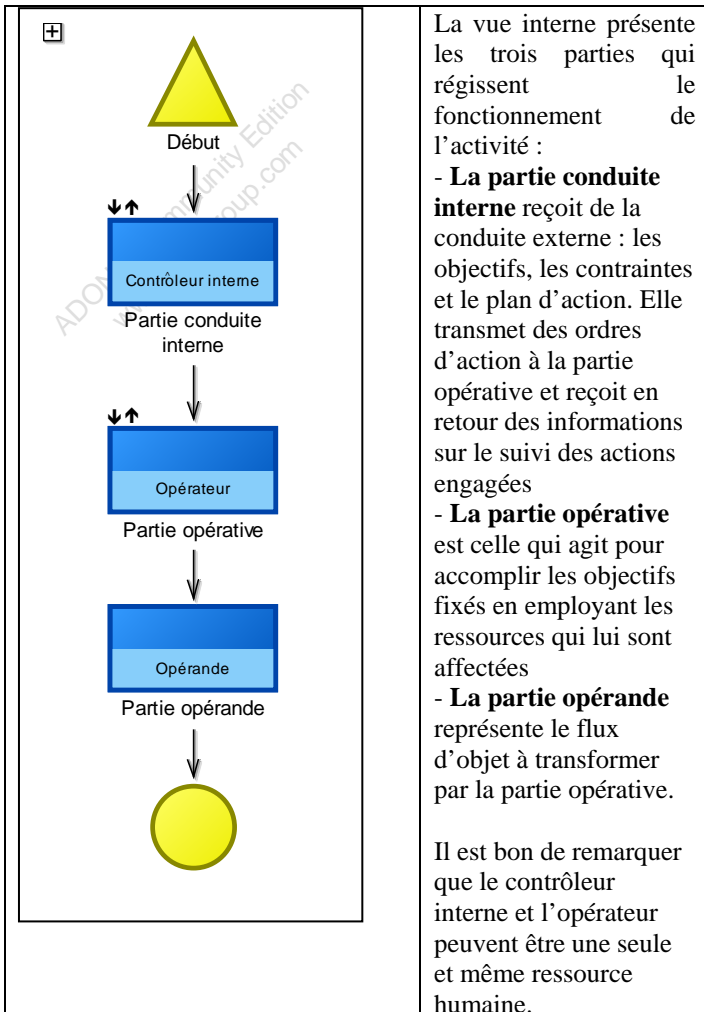 Début
Contrôleur interne
Partie conduite
interne
Opérateur
Partie opérative
Opérande
Partie opérande
La vue interne présente
les trois parties qui
régissent le
fonctionnement de
l’activité :
- La partie conduite
interne reçoit de la
conduite externe : les
objectifs, les contraintes
et le plan d’action. Elle
transmet des ordres
d’action à la partie
opérative et reçoit en
retour des informations
sur le suivi des actions
engagées
- La partie opérative
est celle qui agit pour
accomplir les objectifs
fixés en employant les
ressources qui lui sont
affectées
- La partie opérande
représente le flux
d’objet à transformer
par la partie opérative.
Il est bon de remarquer
que le contrôleur
interne et l’opérateur
peuvent être une seule
et même ressource
humaine.